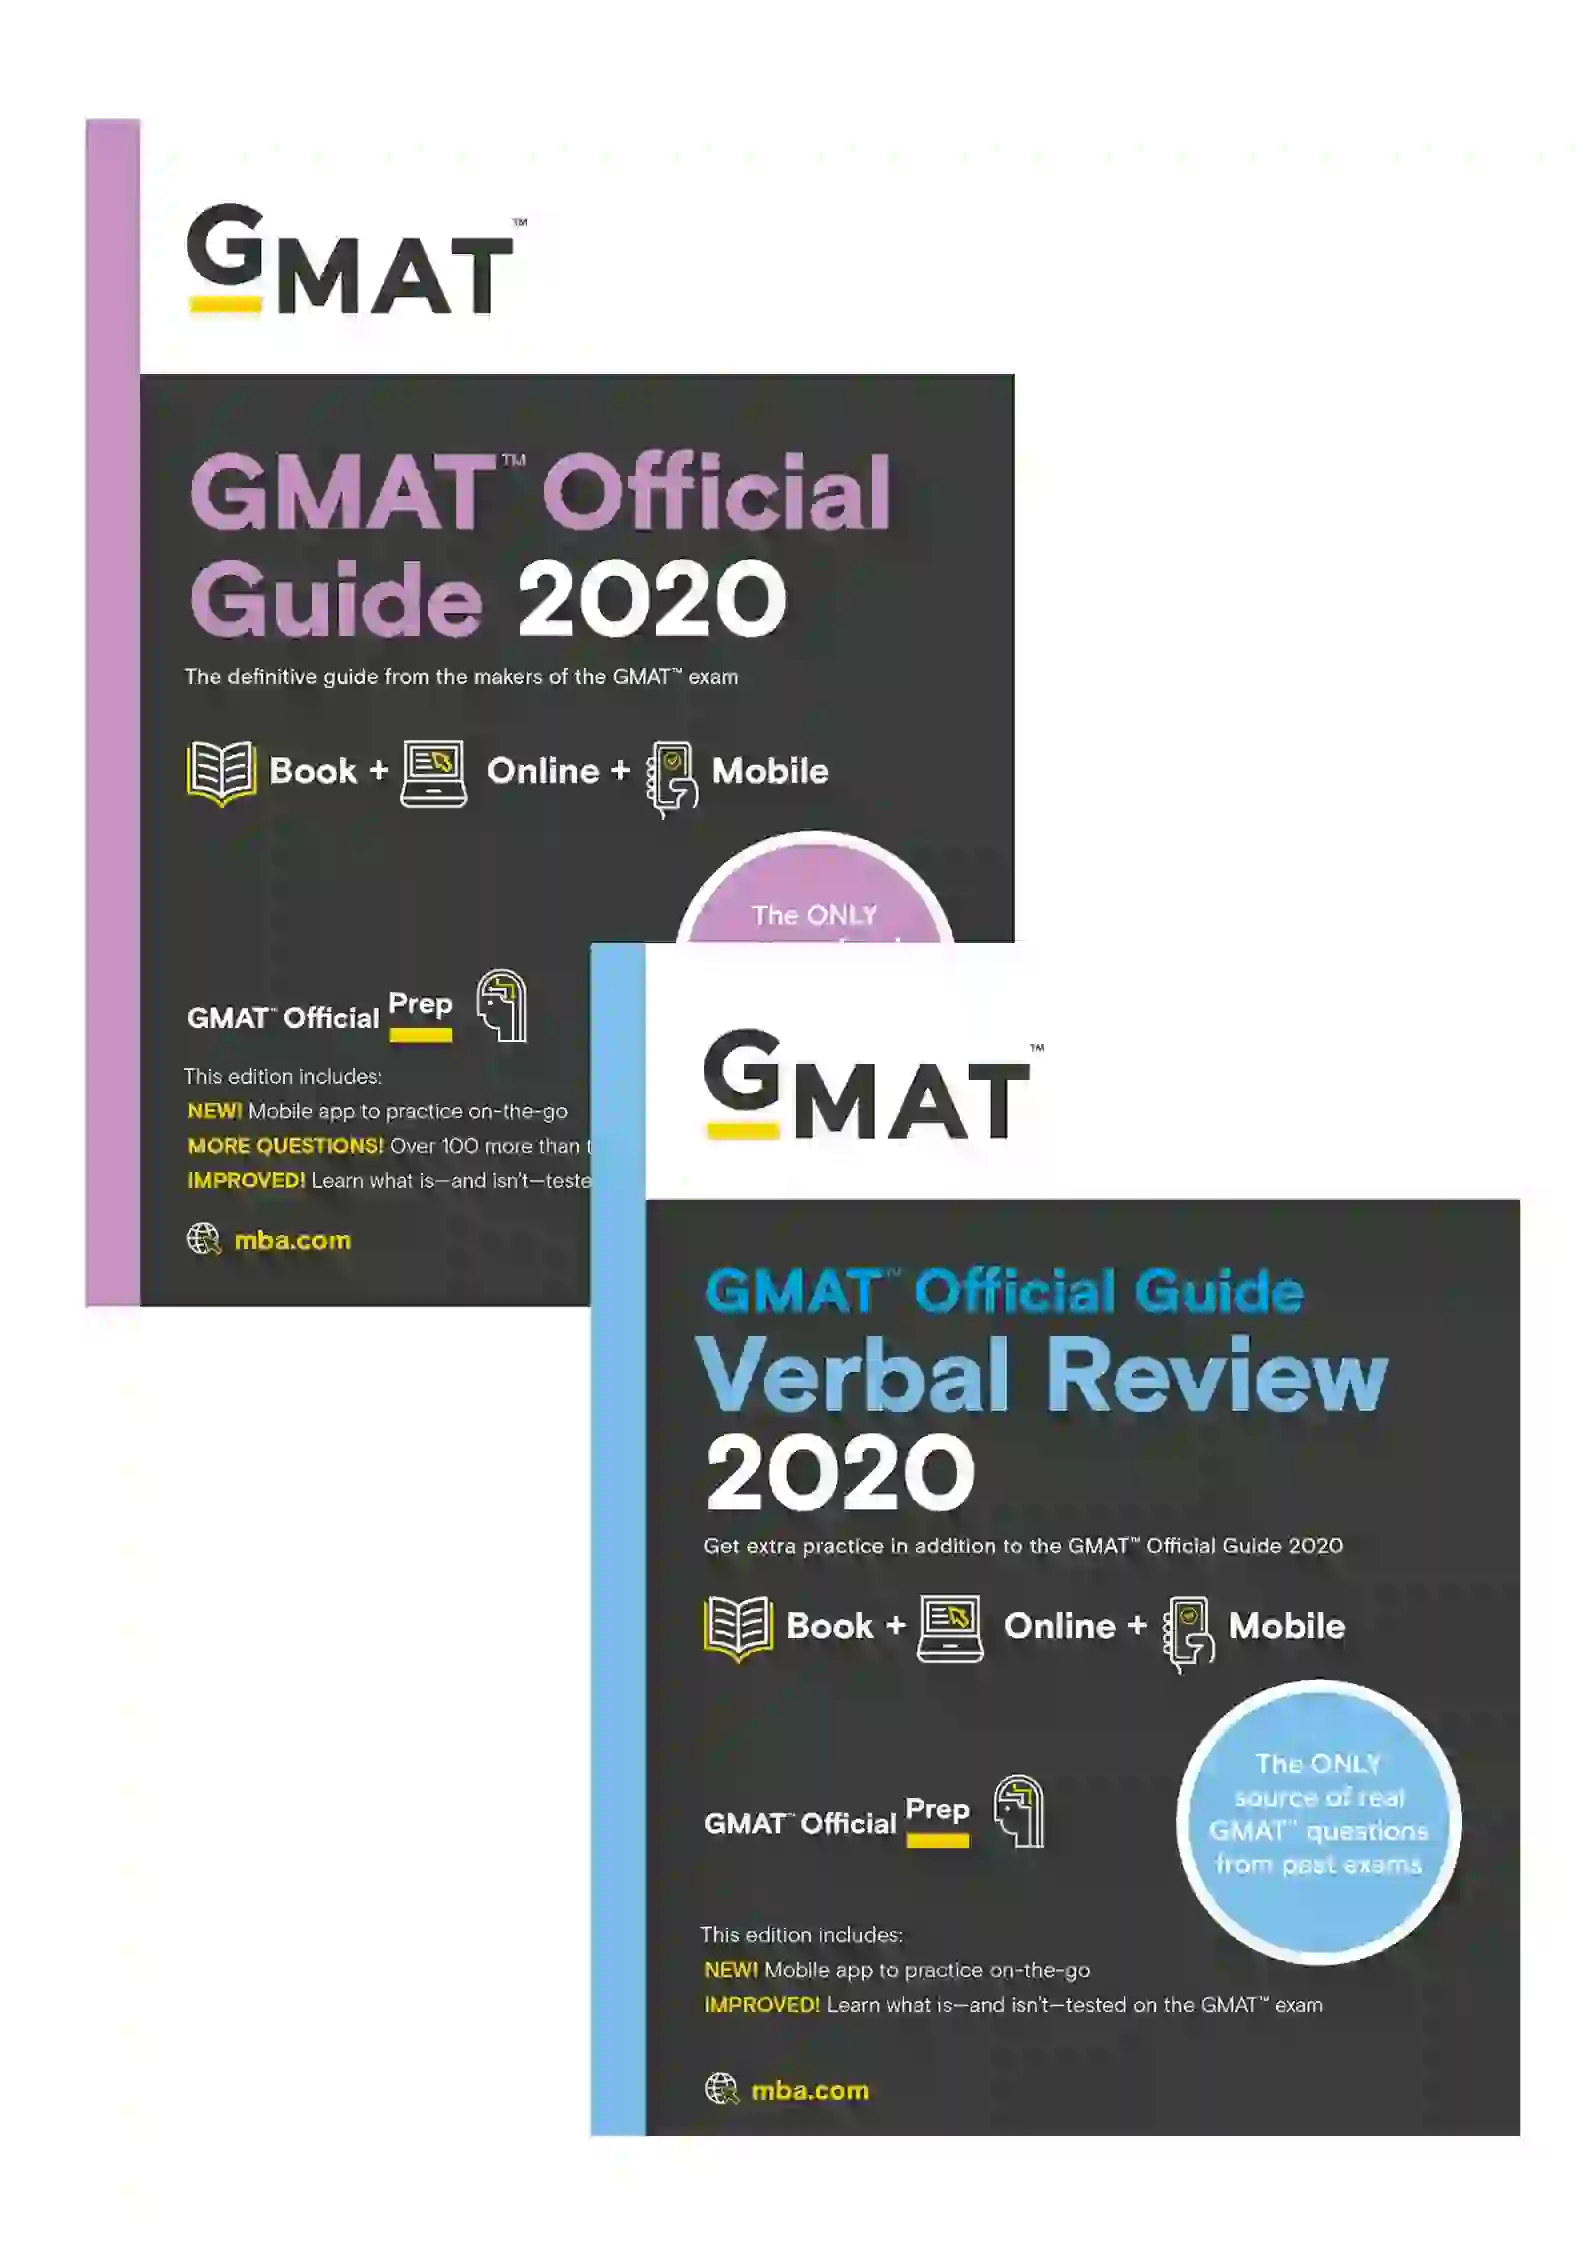 GMAT™
GMAT™ Official
Guide 2020
The definitive guide from the makers of the GMAT™ exam
Book + Online + Mobile
The ONLY
GMAT™ Official Prep
This edition includes:
NEW! Mobile app to practice on-the-go
MORE QUESTIONS! Over 100 more than
IMPROVED! Learn what is—and isn't—teste
mba.com
GMAT™
GMAT™ Official Guide
Verbal Review
2020
Get extra practice in addition to the GMAT™ Official Guide 2020
Book + Online + Mobile
The ONLY
source of real
GMAT™ questions
from past exams
GMAT™ Official Prep
This edition includes:
NEW! Mobile app to practice on-the-go
IMPROVED! Learn what is—and isn't—tested on the GMAT™ exam
mba.com